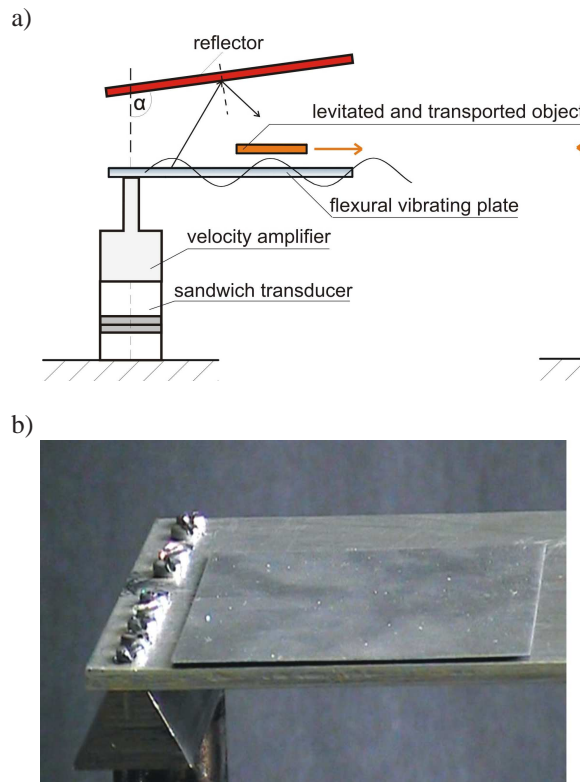 a)
reflector
α
levitated and transported object
flexural vibrating plate
velocity amplifier
sandwich transducer
b)